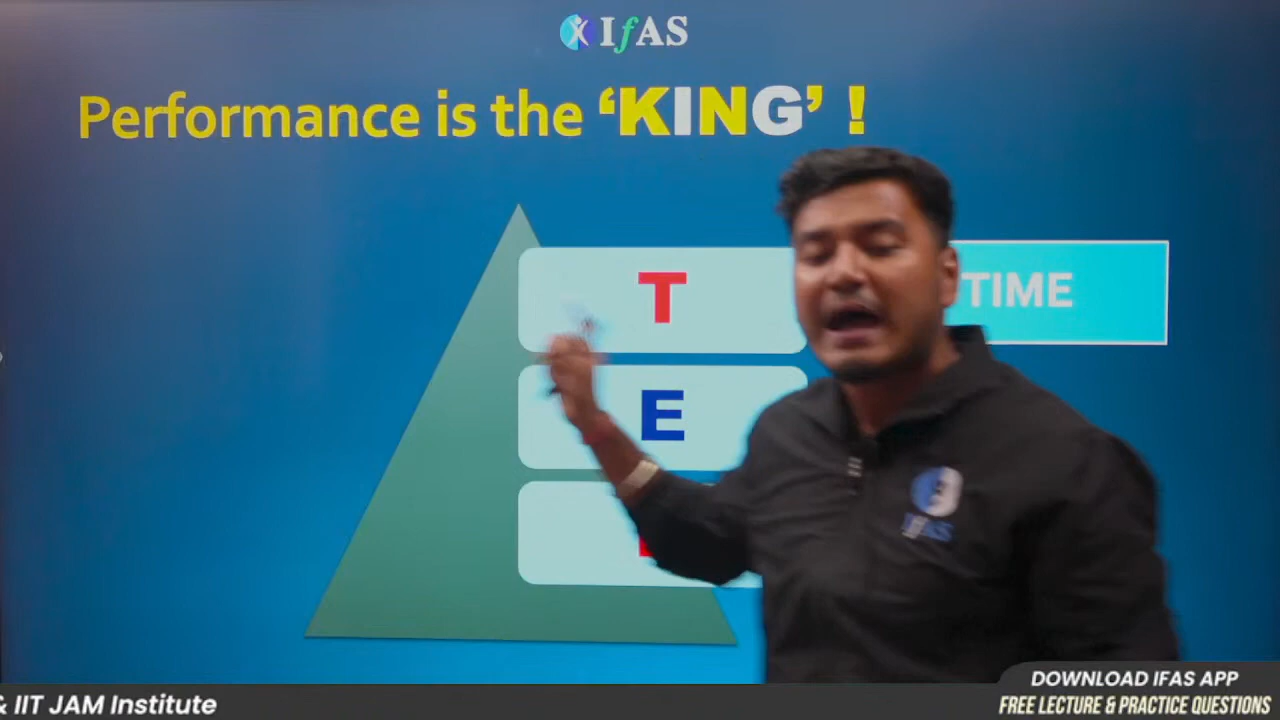 IfAS
Performance is the ‘KING’ !
T
TIME
E
IfAS
& IIT JAM Institute
DOWNLOAD IFAS APP
FREE LECTURE & PRACTICE QUESTIONS